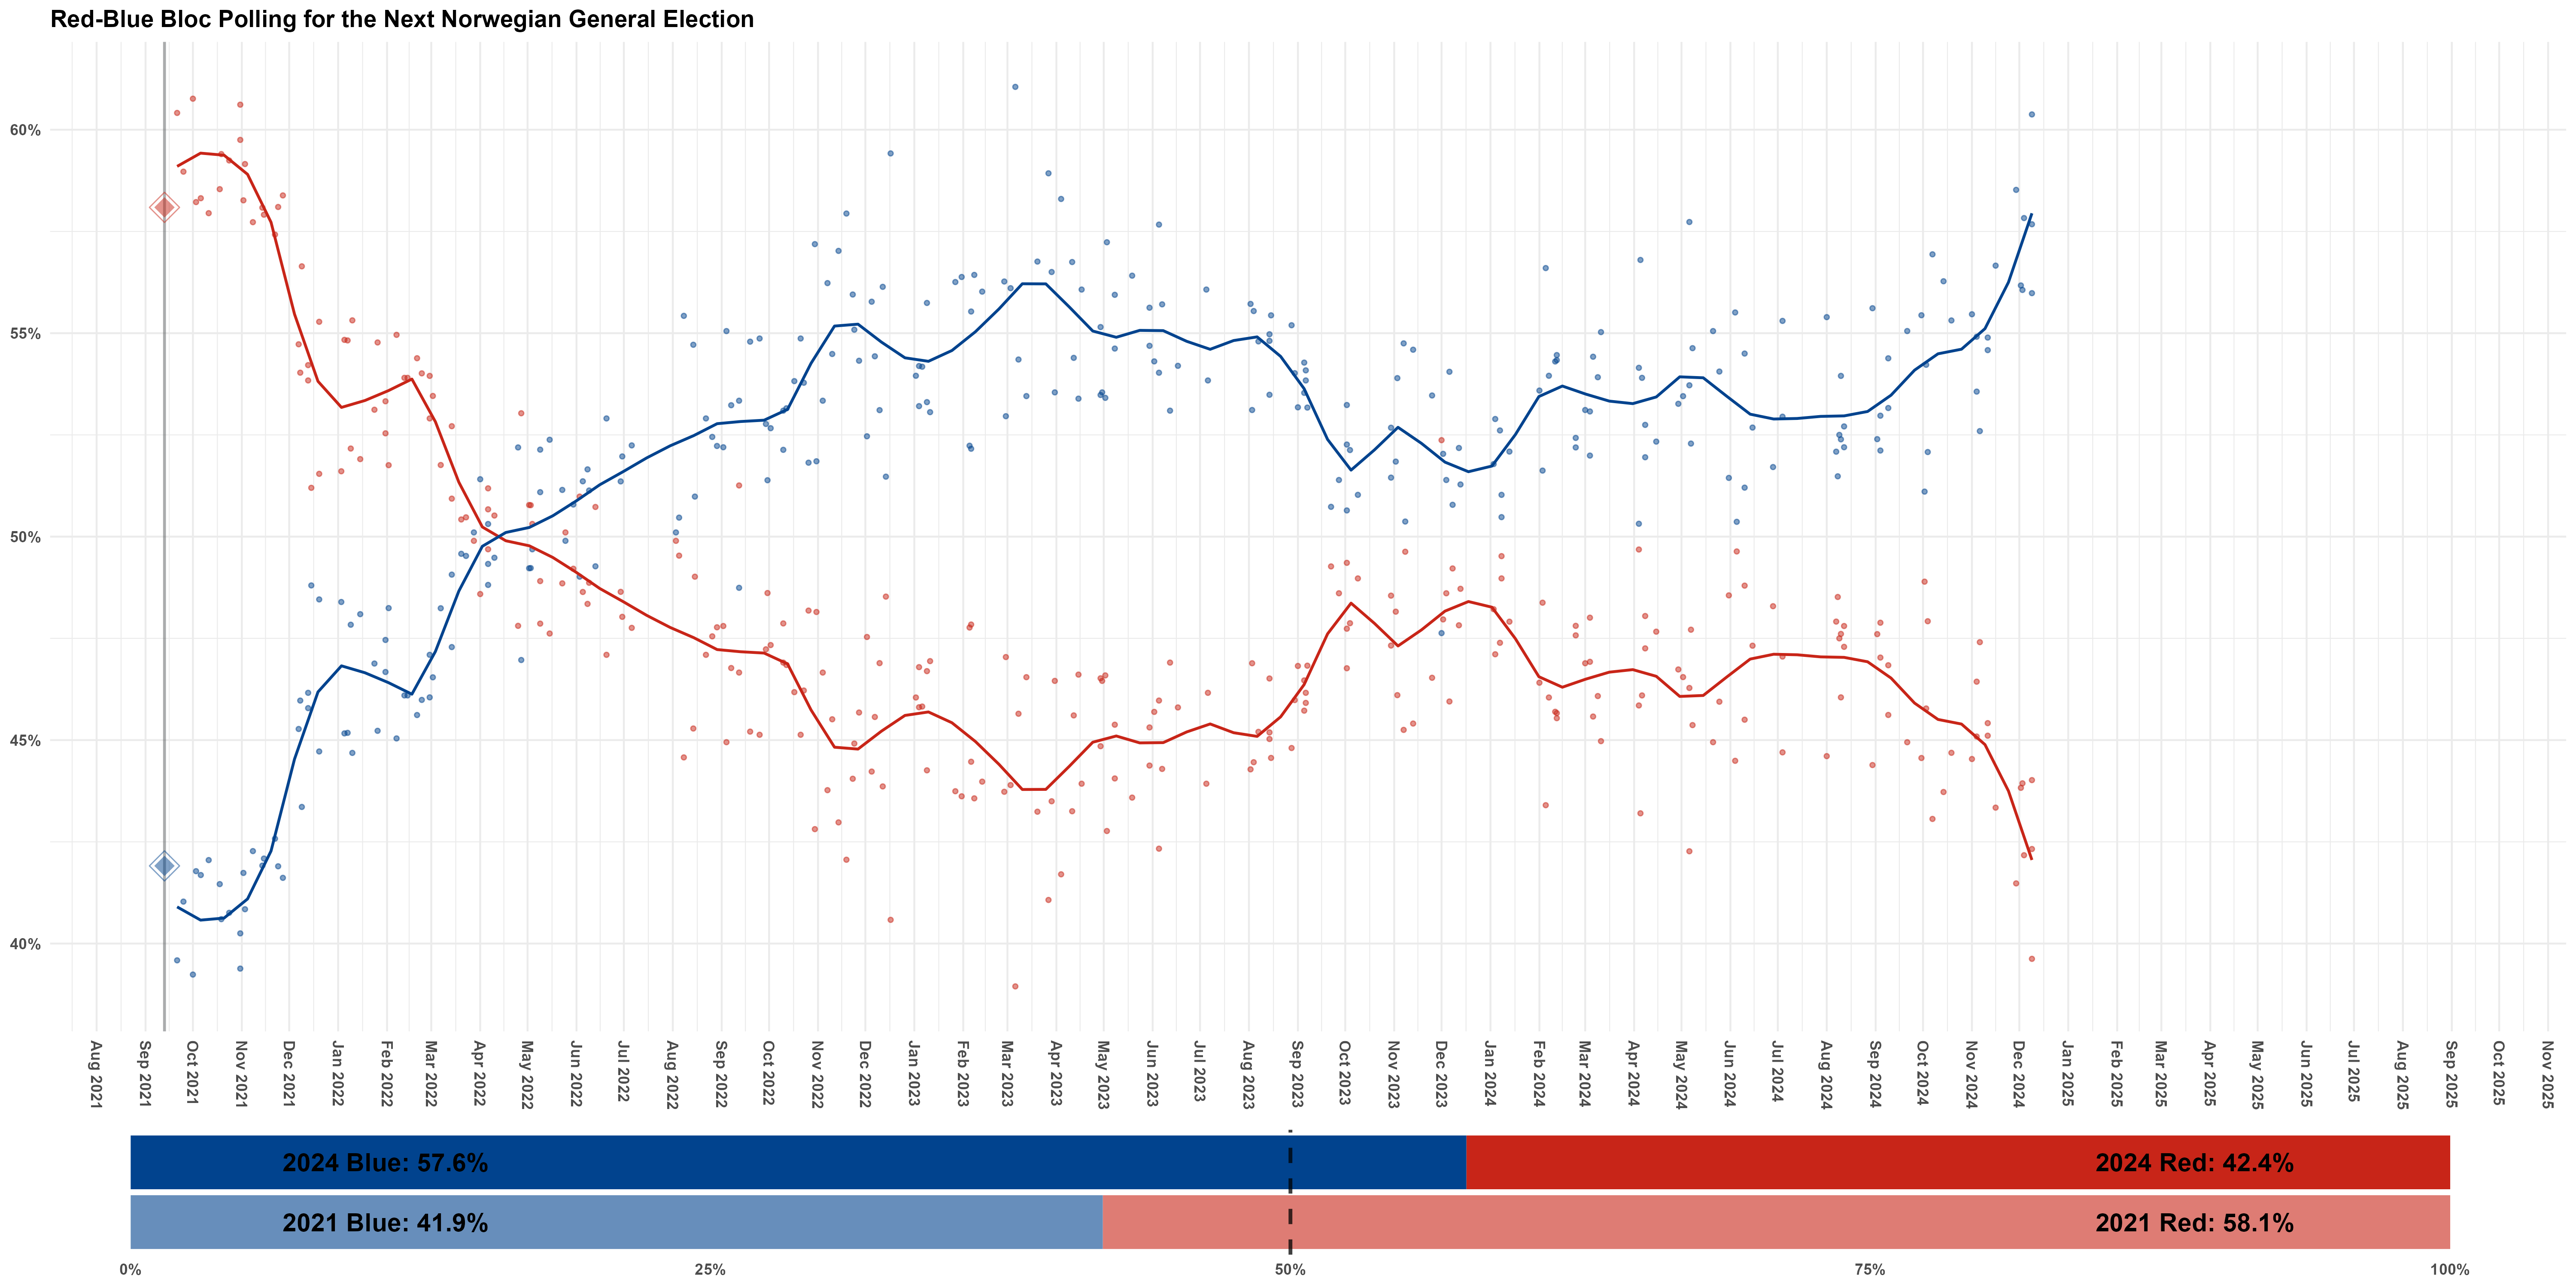 Red-Blue Bloc Polling for the Next Norwegian General Election
60%
55%
50%
45%
40%
Aug 2021
Sep 2021
Oct 2021
Nov 2021
Dec 2021
Jan 2022
Feb 2022
Mar 2022
Apr 2022
May 2022
Jun 2022
Jul 2022
Aug 2022
Sep 2022
Oct 2022
Nov 2022
Dec 2022
Jan 2023
Feb 2023
Mar 2023
Apr 2023
May 2023
Jun 2023
Jul 2023
Aug 2023
Sep 2023
Oct 2023
Nov 2023
Dec 2023
Jan 2024
Feb 2024
Mar 2024
Apr 2024
May 2024
Jun 2024
Jul 2024
Aug 2024
Sep 2024
Oct 2024
Nov 2024
Dec 2024
Jan 2025
Feb 2025
Mar 2025
Apr 2025
May 2025
Jun 2025
Jul 2025
Aug 2025
Sep 2025
Oct 2025
Nov 2025
2024 Blue: 57.6%
2024 Red: 42.4%
2021 Blue: 41.9%
2021 Red: 58.1%
0%
25%
50%
75%
100%